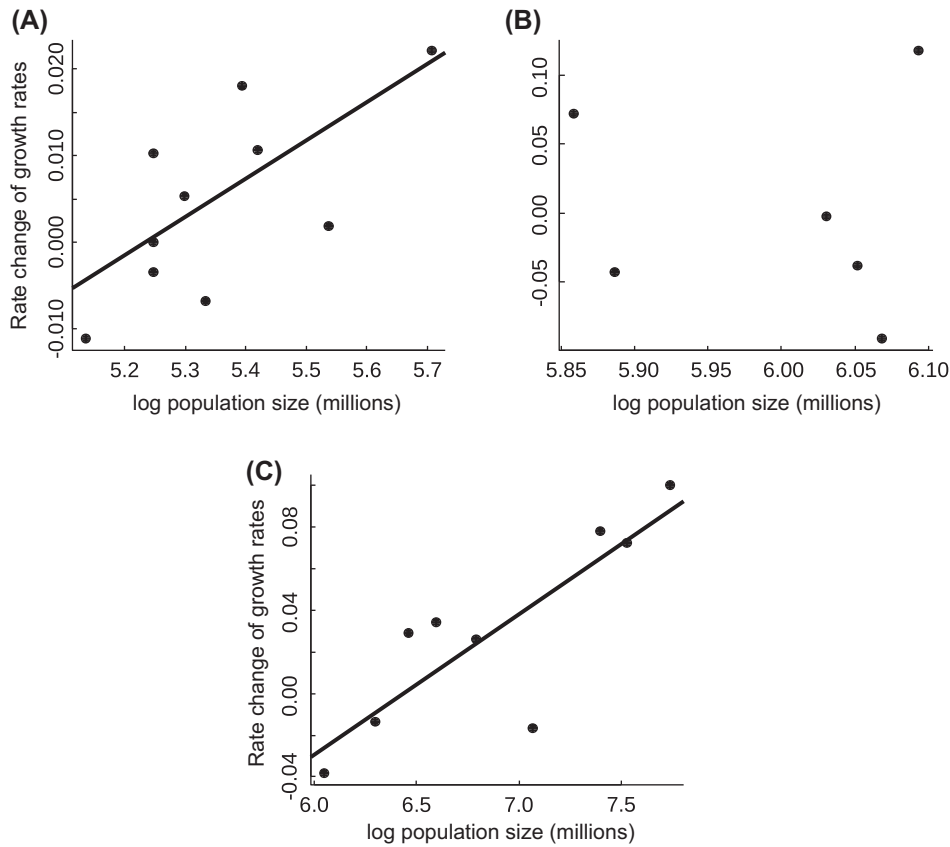 (A)
Rate change of growth rates
0.020
0.010
0.000
-0.010
5.2 5.3 5.4 5.5 5.6 5.7
log population size (millions)
(B)
0.10
0.05
0.00
-0.05
5.85 5.90 5.95 6.00 6.05 6.10
log population size (millions)
(C)
Rate change of growth rates
0.08
0.04
0.00
-0.04
6.0 6.5 7.0 7.5
log population size (millions)